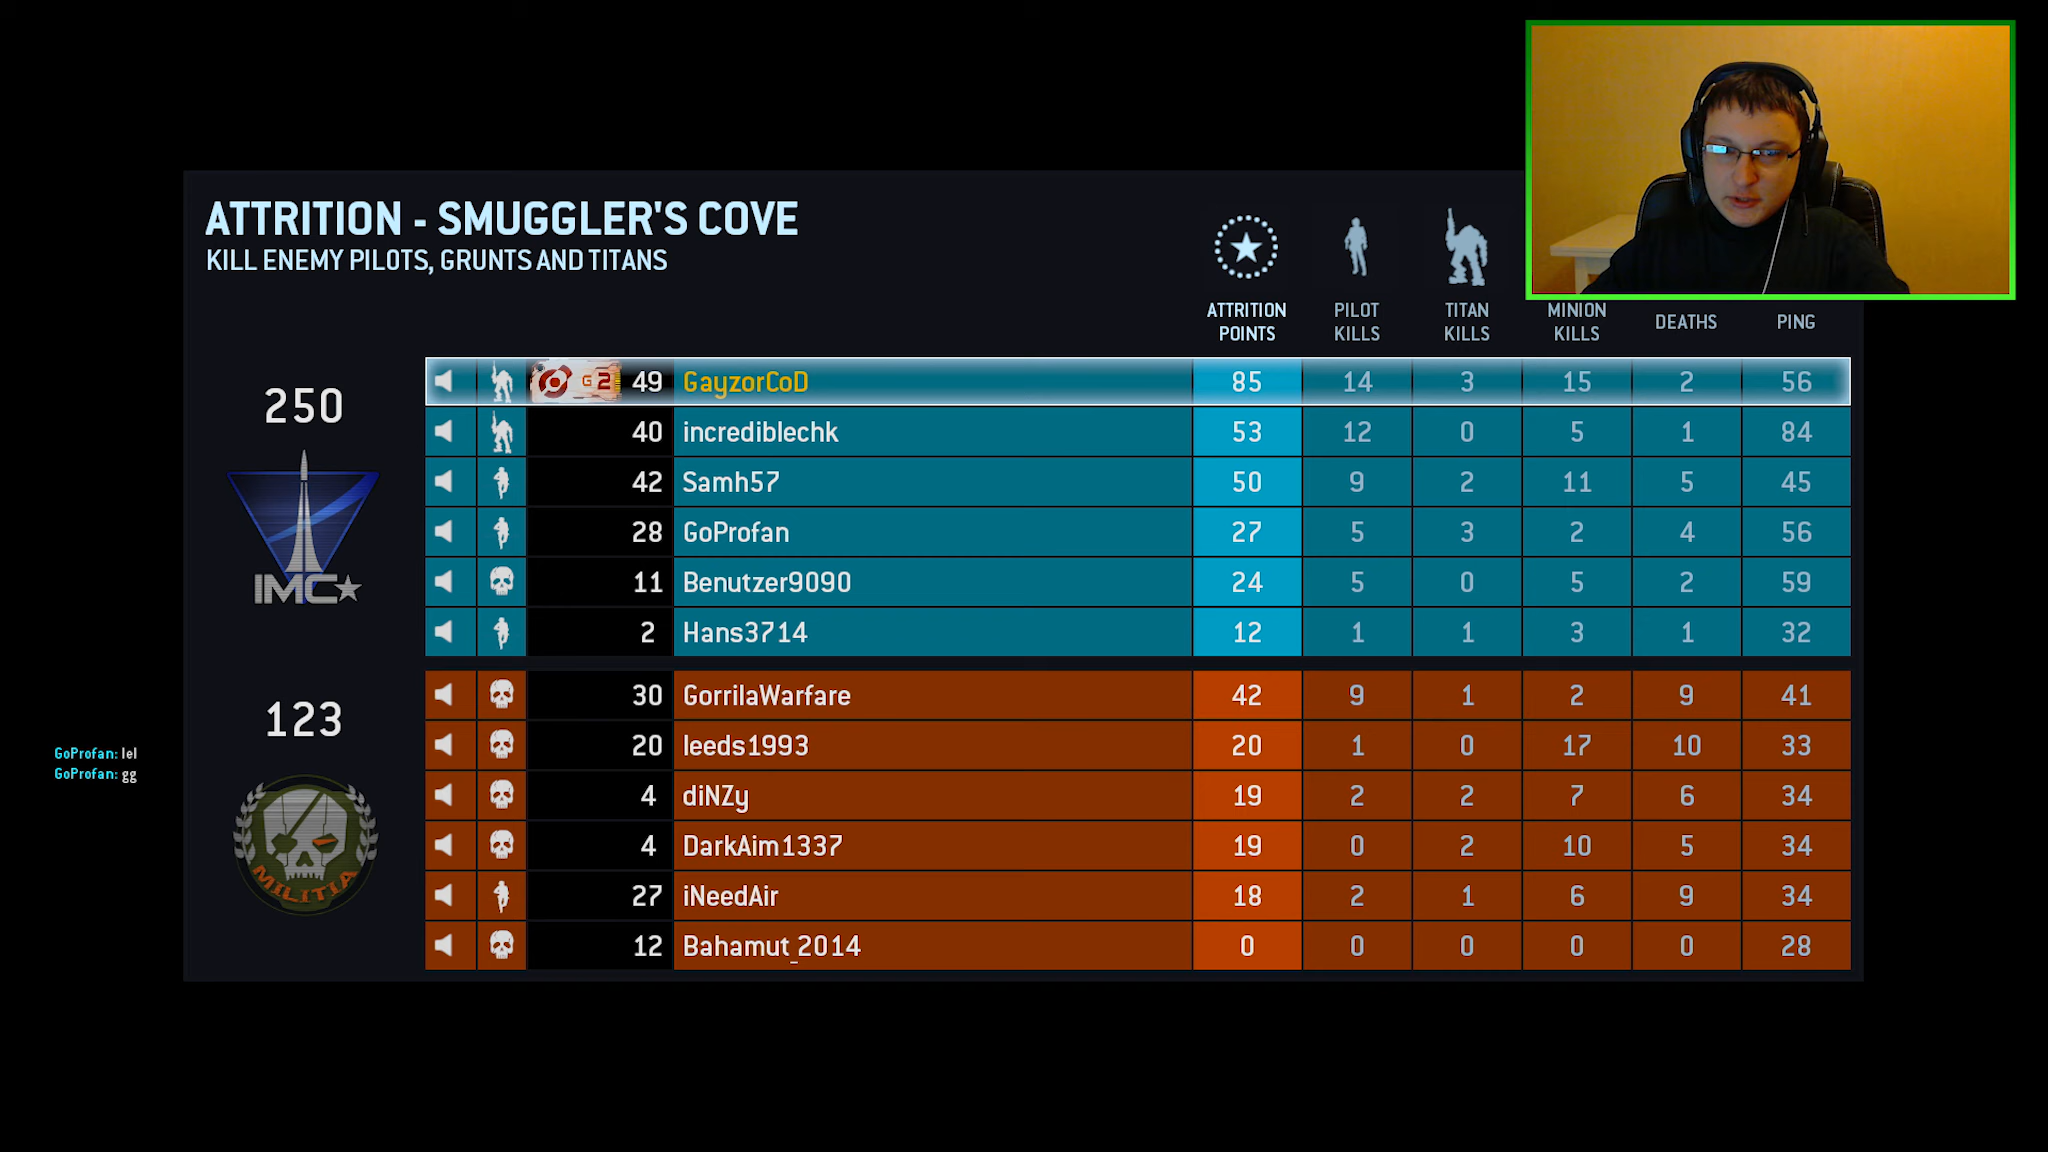 ATTRITION - SMUGGLER'S COVE
KILL ENEMY PILOTS, GRUNTS AND TITANS
ATTRITION POINTS PILOT KILLS TITAN KILLS MINION KILLS DEATHS PING
250
IMC
G2 49 GayzorCoD 85 14 3 15 2 56
40 incrediblechk 53 12 0 5 1 84
42 Samh57 50 9 2 11 5 45
28 GoProfan 27 5 3 2 4 56
11 Benutzer9090 24 5 0 5 2 59
2 Hans3714 12 1 1 3 1 32
123
MILITIA
30 GorrilaWarfare 42 9 1 2 9 41
20 leeds1993 20 1 0 17 10 33
4 diNZy 19 2 2 7 6 34
4 DarkAim1337 19 0 2 10 5 34
27 iNeedAir 18 2 1 6 9 34
12 Bahamut_2014 0 0 0 0 0 28
GoProfan: lel
GoProfan: gg